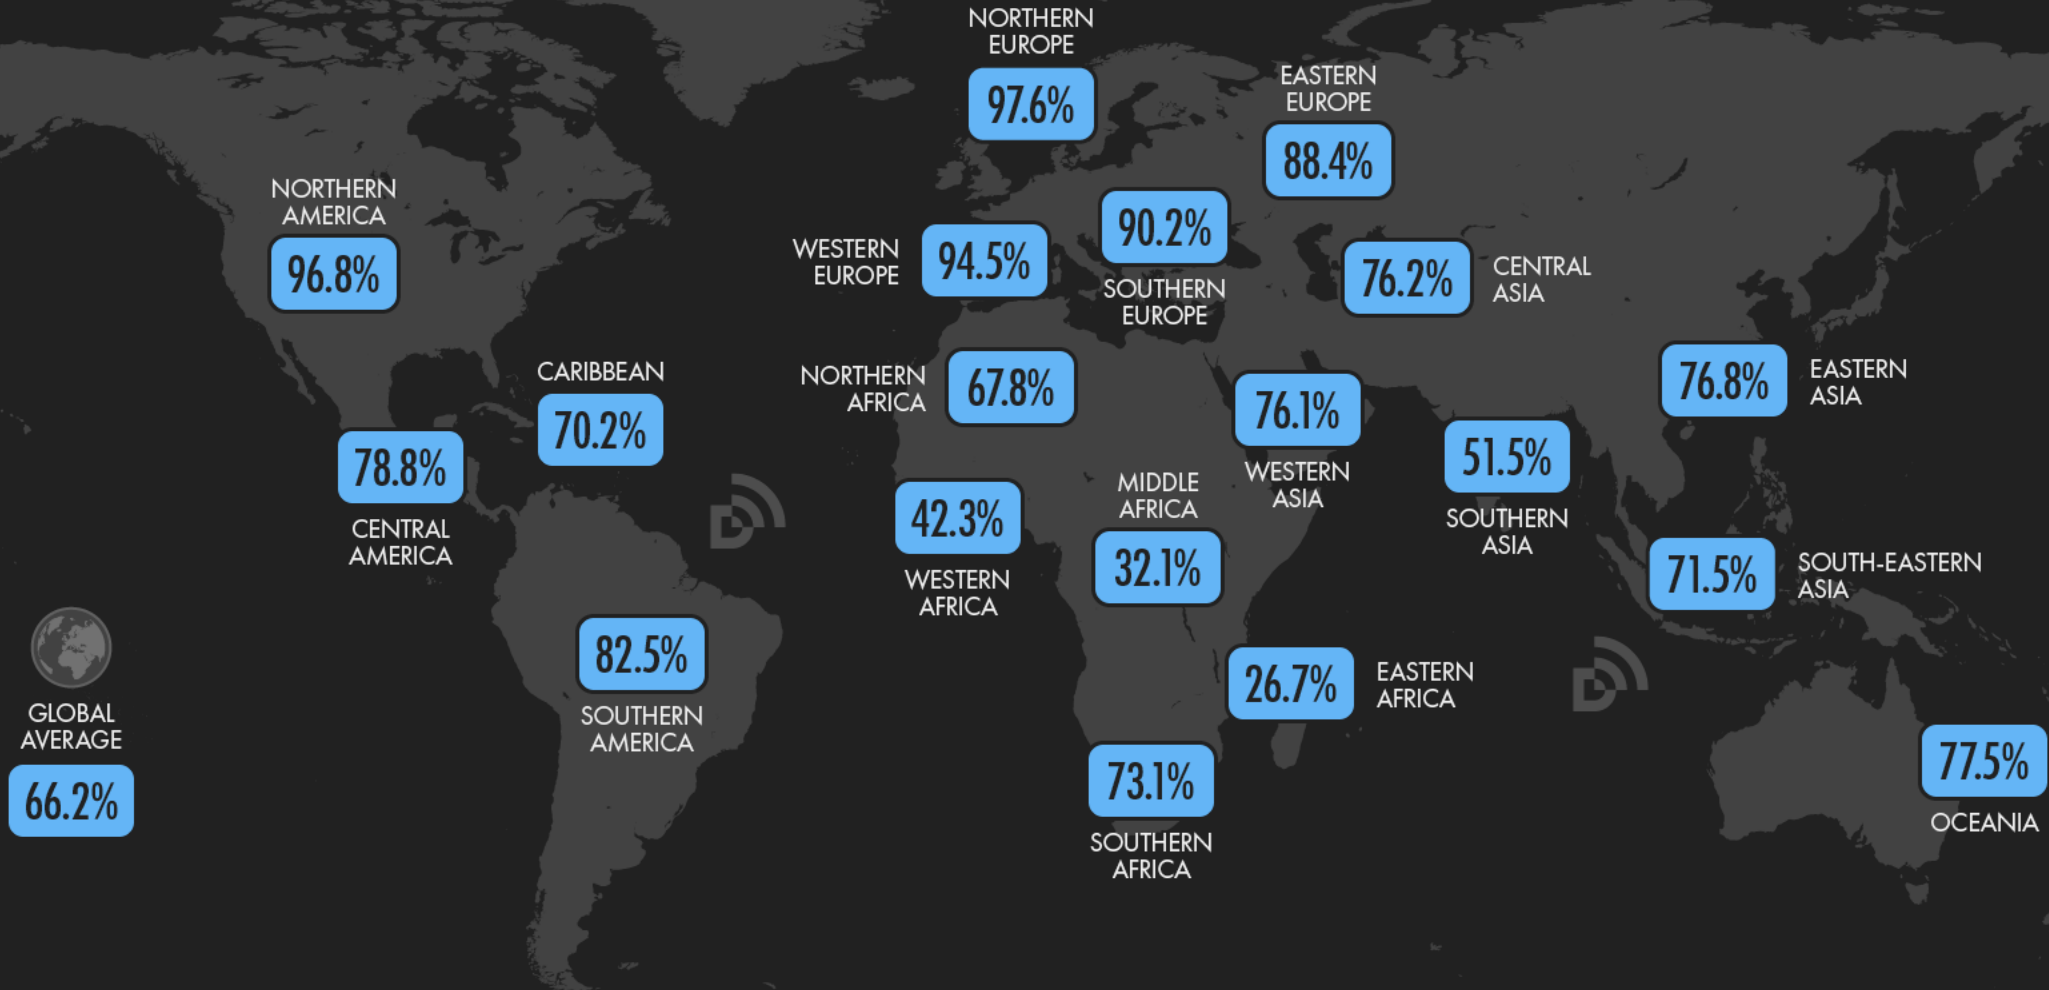 NORTHERN
EUROPE
97.6%
EASTERN
EUROPE
88.4%
NORTHERN
AMERICA
96.8%
WESTERN
EUROPE
94.5%
90.2%
SOUTHERN
EUROPE
76.2%
CENTRAL
ASIA
CARIBBEAN
70.2%
NORTHERN
AFRICA
67.8%
76.1%
WESTERN
ASIA
76.8%
EASTERN
ASIA
78.8%
CENTRAL
AMERICA
51.5%
SOUTHERN
ASIA
42.3%
WESTERN
AFRICA
MIDDLE
AFRICA
32.1%
71.5%
SOUTH-EASTERN
ASIA
82.5%
SOUTHERN
AMERICA
26.7%
EASTERN
AFRICA
GLOBAL
AVERAGE
66.2%
73.1%
SOUTHERN
AFRICA
77.5%
OCEANIA